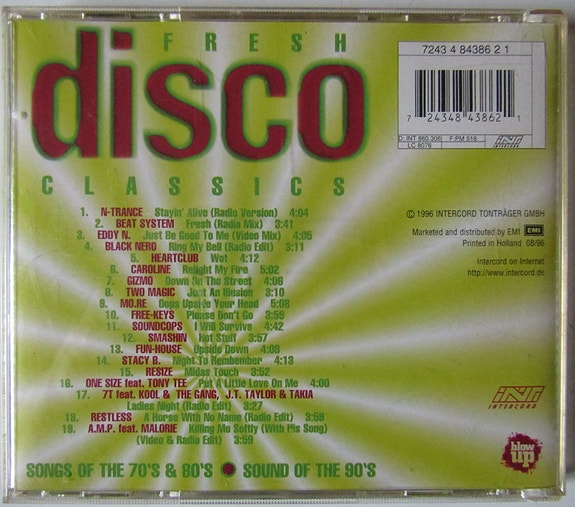 FRESH
disco
CLASSICS
7243 4 84386 2 1
7 24348 43862 1
D: INT 860.306 F:PM 518
LC 8076
INT
1. N-TRANCE Stayin' Alive (Radio Version) 4:04
2. BEAT SYSTEM Fresh (Radio Mix) 3:11
3. EDDY N. Just Be Good To Me (Video Mix) 4:05
4. BLACK NERO Ring My Bell (Radio Edit) 3:41
5. HEARTCLUB Wot 4:12
6. CAROLINE Relight My Fire 5:02
7. GIZMO Down On The Street 4:06
8. TWO MAGIC Just An Illusion 3:10
9. MO.RE Oops Upside Your Head 5:08
10. FREE-KEYS Please Don't Go 3:59
11. SOUNDCOPS I Will Survive 4:42
12. SMASHIN Hot Stuff 3:57
13. FUN-HOUSE Upside Down 4:08
14. STACY B. Night To Remember 4:13
15. RESIZE Midas Touch 3:52
16. ONE SIZE feat. TONY TEE Put A Little Love On Me 4:00
17. 7T feat. KOOL & THE GANG, J.T. TAYLOR & TAKIA
Ladies Night (Radio Edit) 3:27
18. RESTLESS A Horse With No Name (Radio Edit) 3:59
19. A.M.P. feat. MALORIE Killing Me Softly (With His Song)
(Video & Radio Edit) 3:59
© 1996 INTERCORD TONTRÄGER GMBH
Marketed and distributed by EMI EMI
Printed in Holland 08/96
Intercord on Internet
http://www.intercord.de
INT
INTERCORD
blow up
SONGS OF THE 70'S & 80'S • SOUND OF THE 90'S